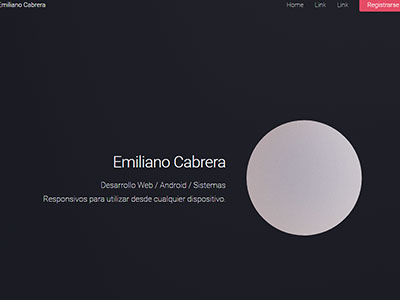 Emiliano Cabrera
Home Link Link Registrarse
Emiliano Cabrera
Desarrollo Web / Android / Sistemas
Responsivos para utilizar desde cualquier dispositivo.